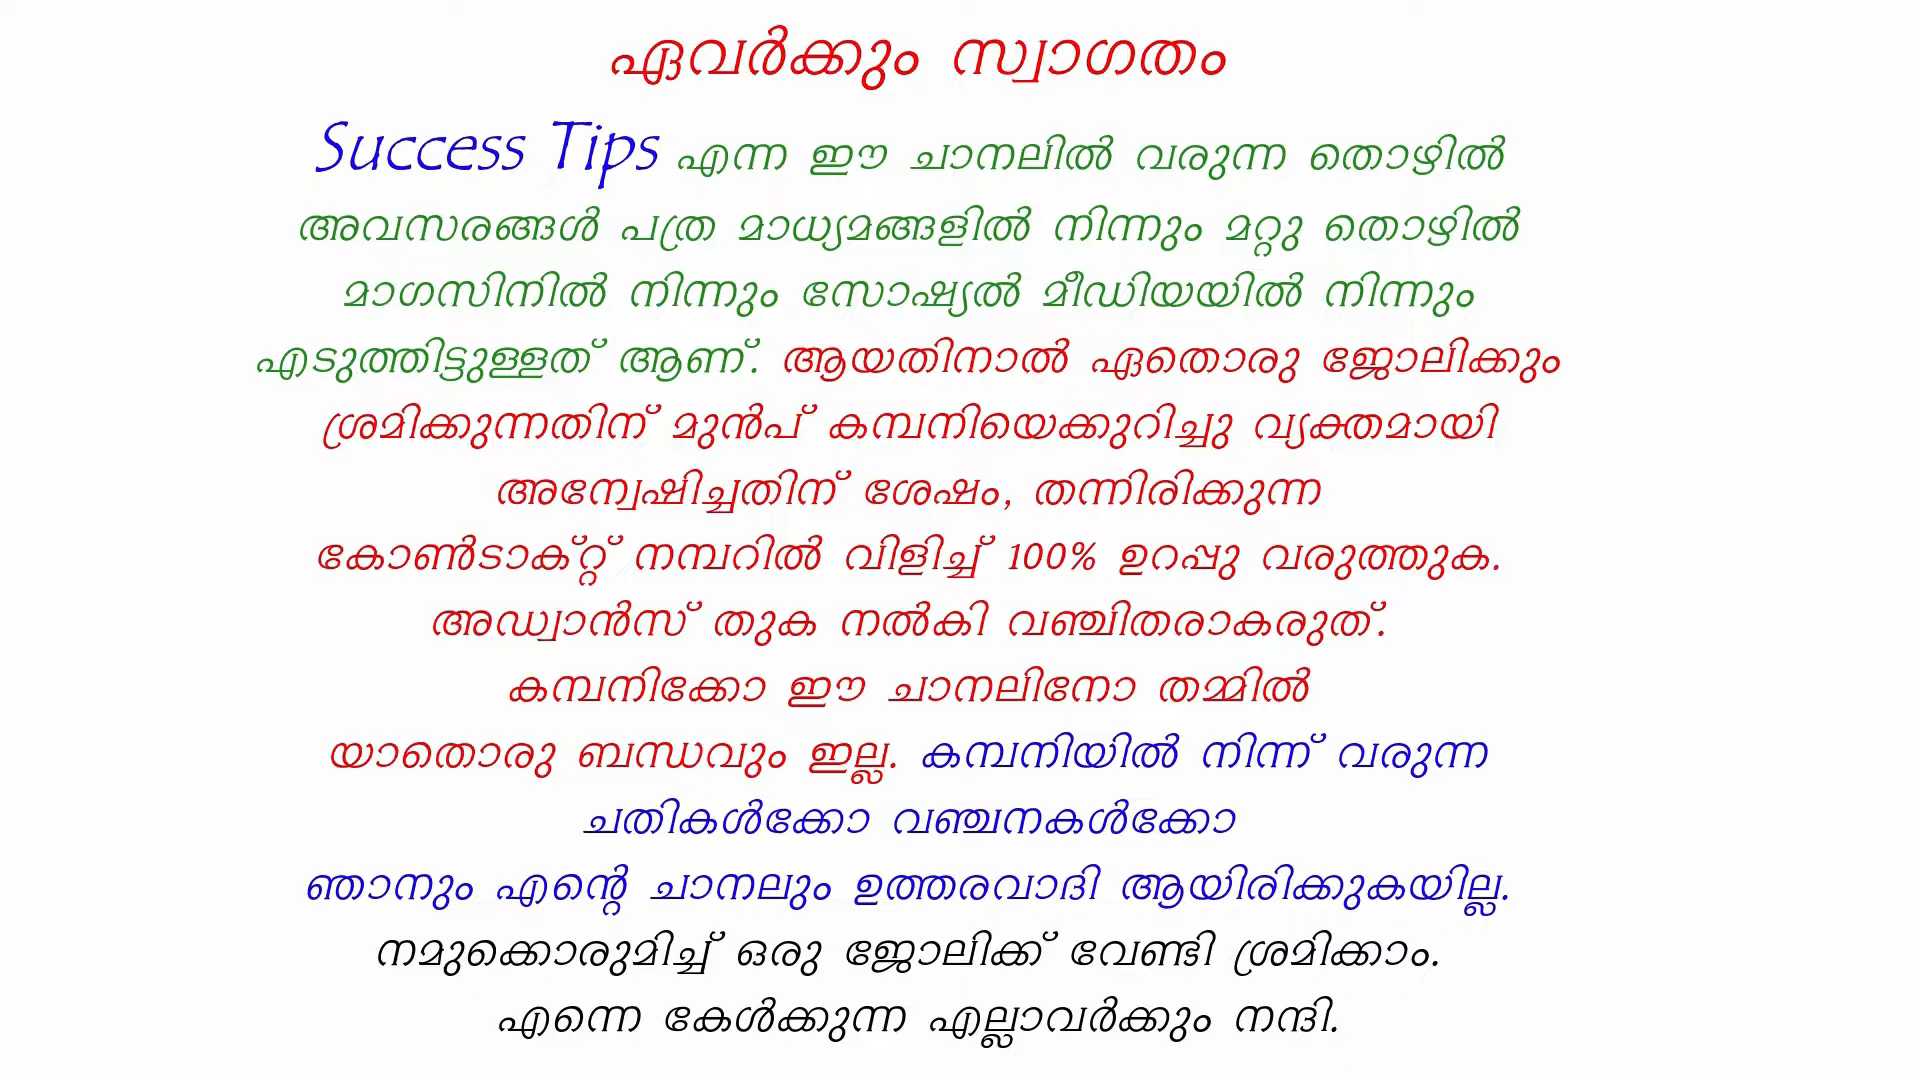 ഏവർക്കും സ്വാഗതം
Success Tips എന്ന ഈ ചാനലിൽ വരുന്ന തൊഴിൽ
അവസരങ്ങൾ പത്ര മാധ്യമങ്ങളിൽ നിന്നും മറ്റു തൊഴിൽ
മാഗസിനിൽ നിന്നും സോഷ്യൽ മീഡിയയിൽ നിന്നും
എടുത്തിട്ടുള്ളത് ആണ്. ആയതിനാൽ ഏതൊരു ജോലിക്കും
ശ്രമിക്കുന്നതിന് മുൻപ് കമ്പനിയെക്കുറിച്ചു വ്യക്തമായി
അന്വേഷിച്ചതിന് ശേഷം, തന്നിരിക്കുന്ന
കോൺടാക്റ്റ് നമ്പറിൽ വിളിച്ച് 100% ഉറപ്പു വരുത്തുക.
അഡ്വാൻസ് തുക നൽകി വഞ്ചിതരാകരുത്.
കമ്പനിക്കോ ഈ ചാനലിനോ തമ്മിൽ
യാതൊരു ബന്ധവും ഇല്ല. കമ്പനിയിൽ നിന്ന് വരുന്ന
ചതികൾക്കോ വഞ്ചനകൾക്കോ
ഞാനും എന്റെ ചാനലും ഉത്തരവാദി ആയിരിക്കുകയില്ല.
നമുക്കൊരുമിച്ച് ഒരു ജോലിക്ക് വേണ്ടി ശ്രമിക്കാം.
എന്നെ കേൾക്കുന്ന എല്ലാവർക്കും നന്ദി.